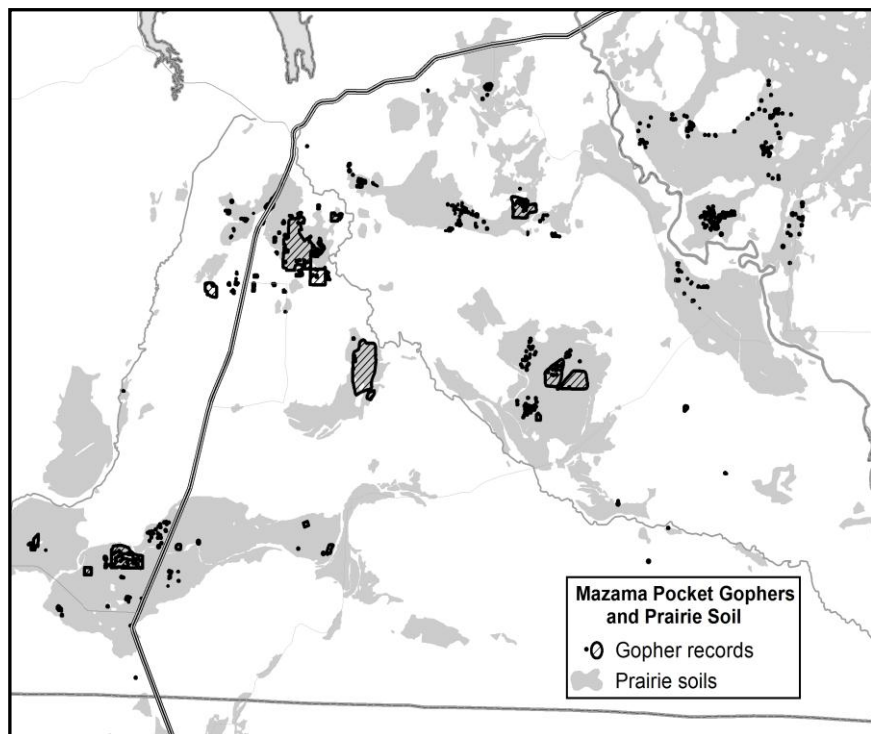 Mazama Pocket Gophers
and Prairie Soil
Gopher records
Prairie soils